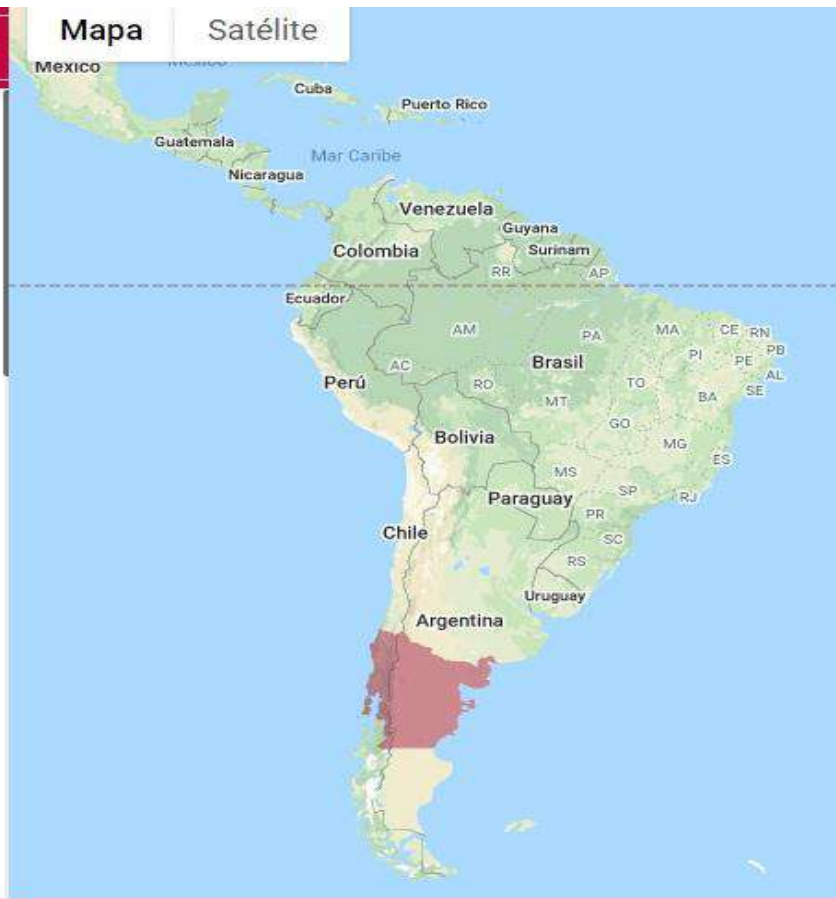 Mapa Satélite
México
México
Cuba
Puerto Rico
Guatemala
Mar Caribe
Nicaragua
Venezuela
Guyana
Colombia
Surinam
RR
AP
Ecuador
AM
PA
MA
CE
RN
Brasil
PI
PE
PB
AC
RO
TO
AL
Perú
MT
BA
SE
GO
Bolivia
MG
ES
MS
Paraguay
SP
RJ
PR
Chile
SC
RS
Uruguay
Argentina